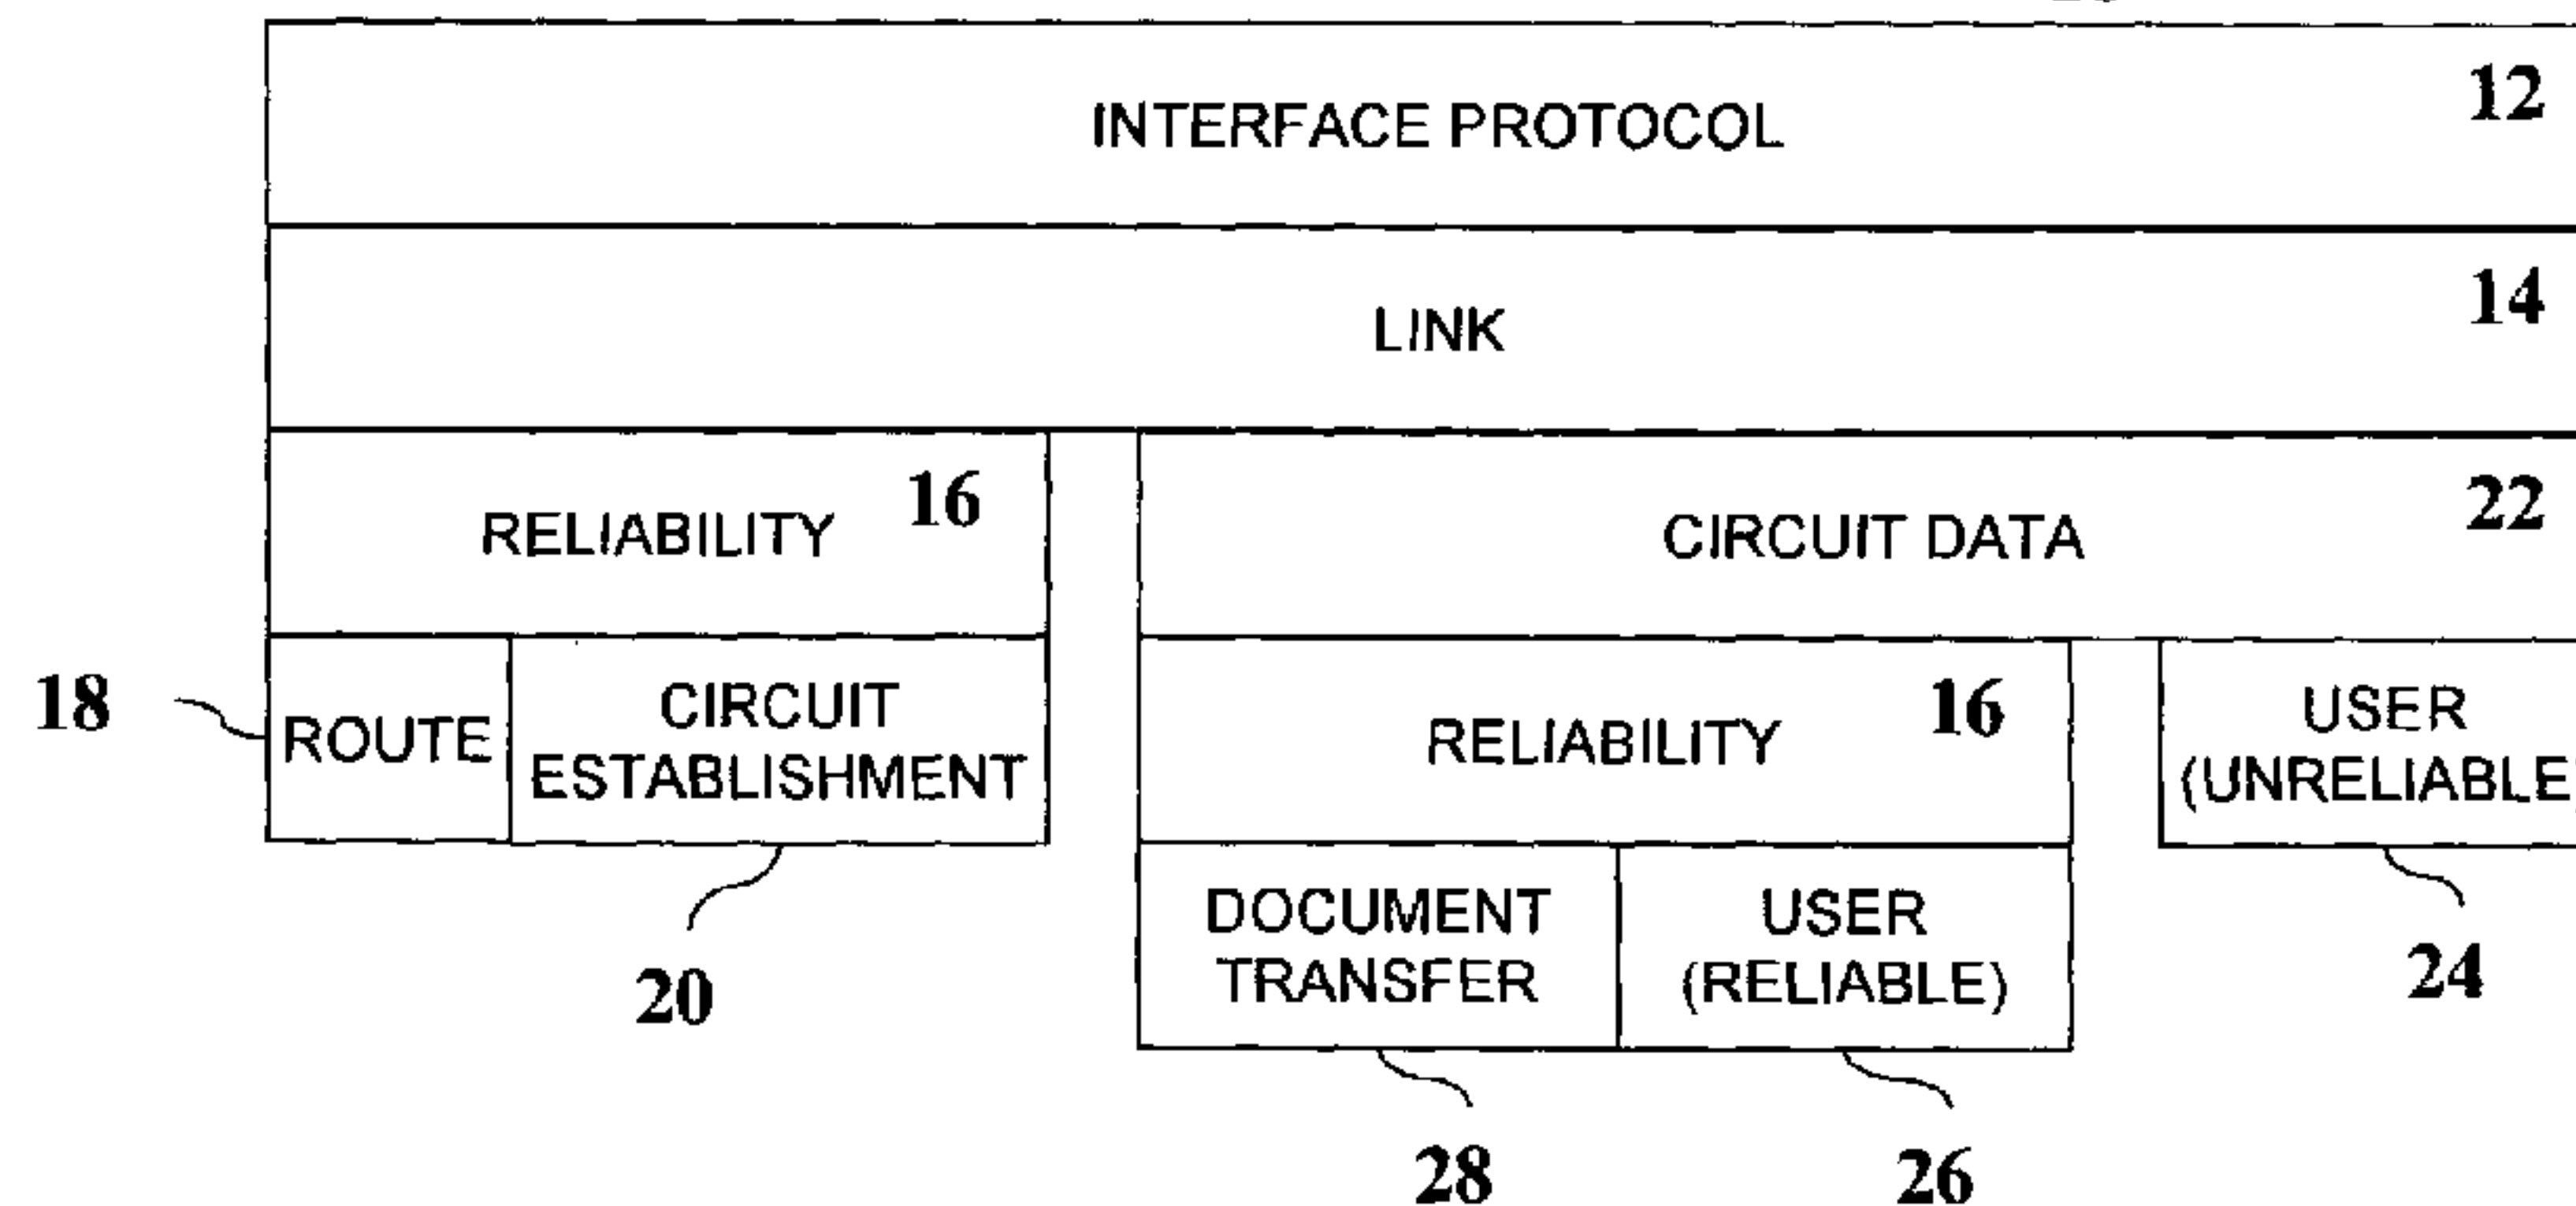 12
INTERFACE PROTOCOL
14
LINK
16
RELIABILITY
22
CIRCUIT DATA
18
ROUTE
CIRCUIT
ESTABLISHMENT
16
RELIABILITY
USER
(UNRELIABLE)
20
DOCUMENT
TRANSFER
USER
(RELIABLE)
24
28
26